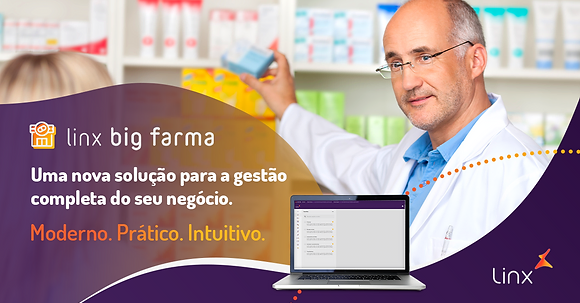 linx big farma
Uma nova solução para a gestão
completa do seu negócio.
Moderno. Prático. Intuitivo.
linx